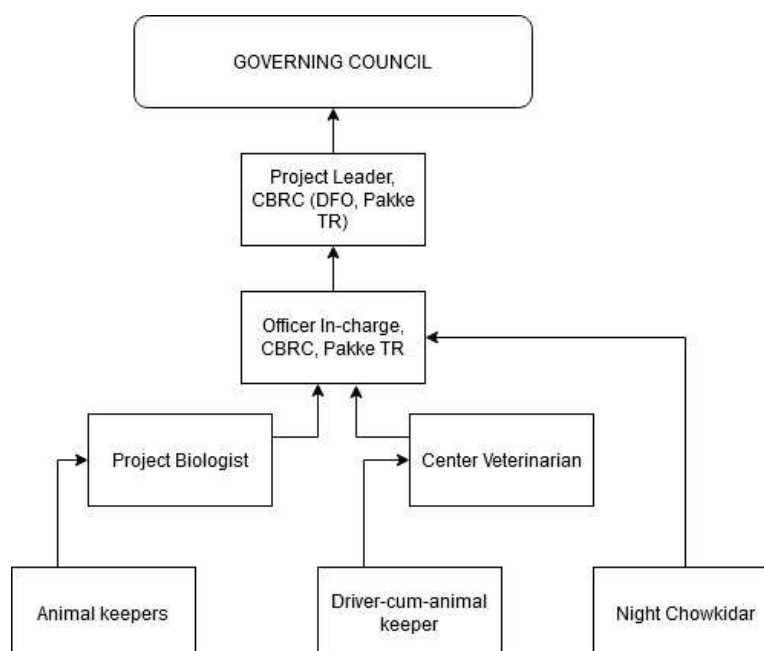 GOVERNING COUNCIL
Project Leader,
CBRC (DFO, Pakke
TR)
Officer In-charge,
CBRC, Pakke TR
Project Biologist
Center Veterinarian
Animal keepers
Driver-cum-animal
keeper
Night Chowkidar